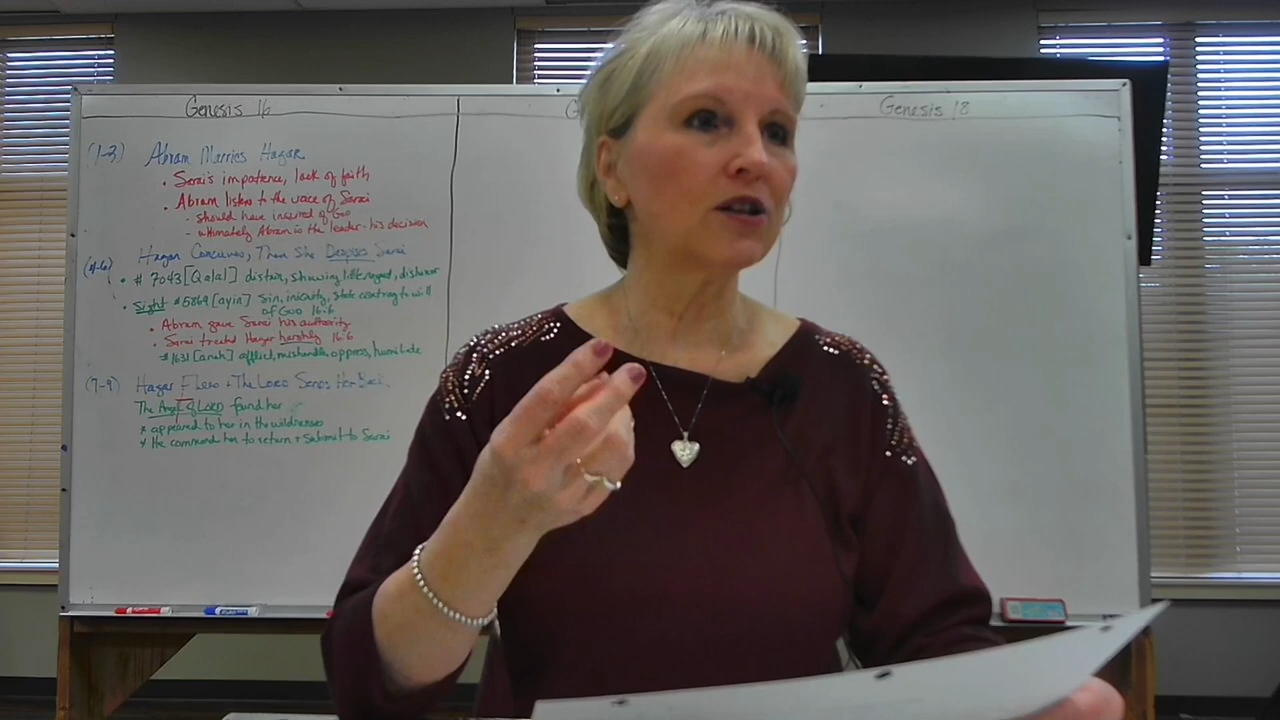 Genesis 16
G
Genesis 18
(1-3) Abram Marries Hagar
• Sarai's impatience, lack of faith
• Abram listens to the voice of Sarai
- should have inquired of God
- ultimately Abram is the leader - his decision
(4-6) Hagar Conceives, Then She Despises Sarai
• # 7043 [Qalal] distain, showing little regard, dishonor
• Sight #5869 [ayin] sin, iniquity, state contrary to will
of God 16:6
• Abram gave Sarai his authority
• Sarai treated Hagar harshly 16:6
#1631 [anah] afflict, mishandle, oppress, humiliate
(7-9) Hagar Flees + The LORD Sends Her Back
The Angel of LORD found her
* appeared to her in the wilderness
* He command her to return + Submit to Sarai